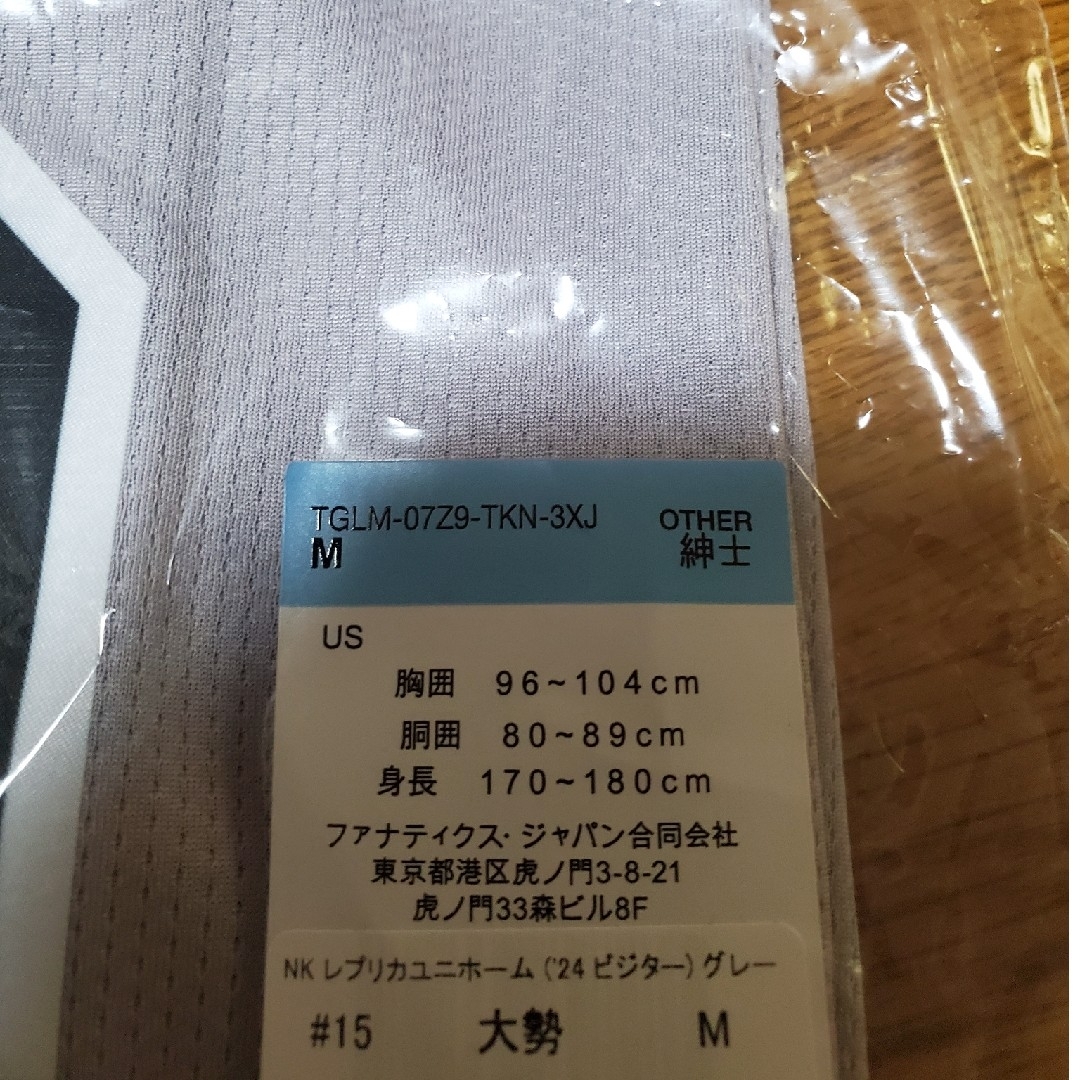 TGLM-07Z9-TKN-3XJ OTHER
M 紳士
US
胸囲 96~104cm
胴囲 80~89cm
身長 170~180cm
ファナティクス・ジャパン合同会社
東京都港区虎ノ門3-8-21
虎ノ門33森ビル8F
NK レプリカユニホーム ('24 ビジター) グレー
#15 大勢 M